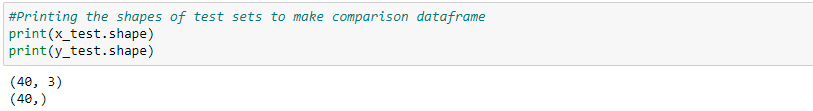 #Printing the shapes of test sets to make comparison dataframe
print(x_test.shape)
print(y_test.shape)
(40, 3)
(40,)